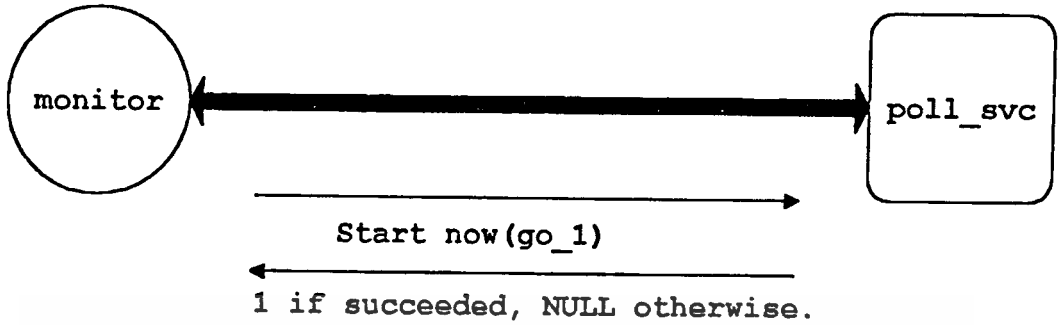 monitor
poll_svc
Start now(go_1)
1 if succeeded, NULL otherwise.